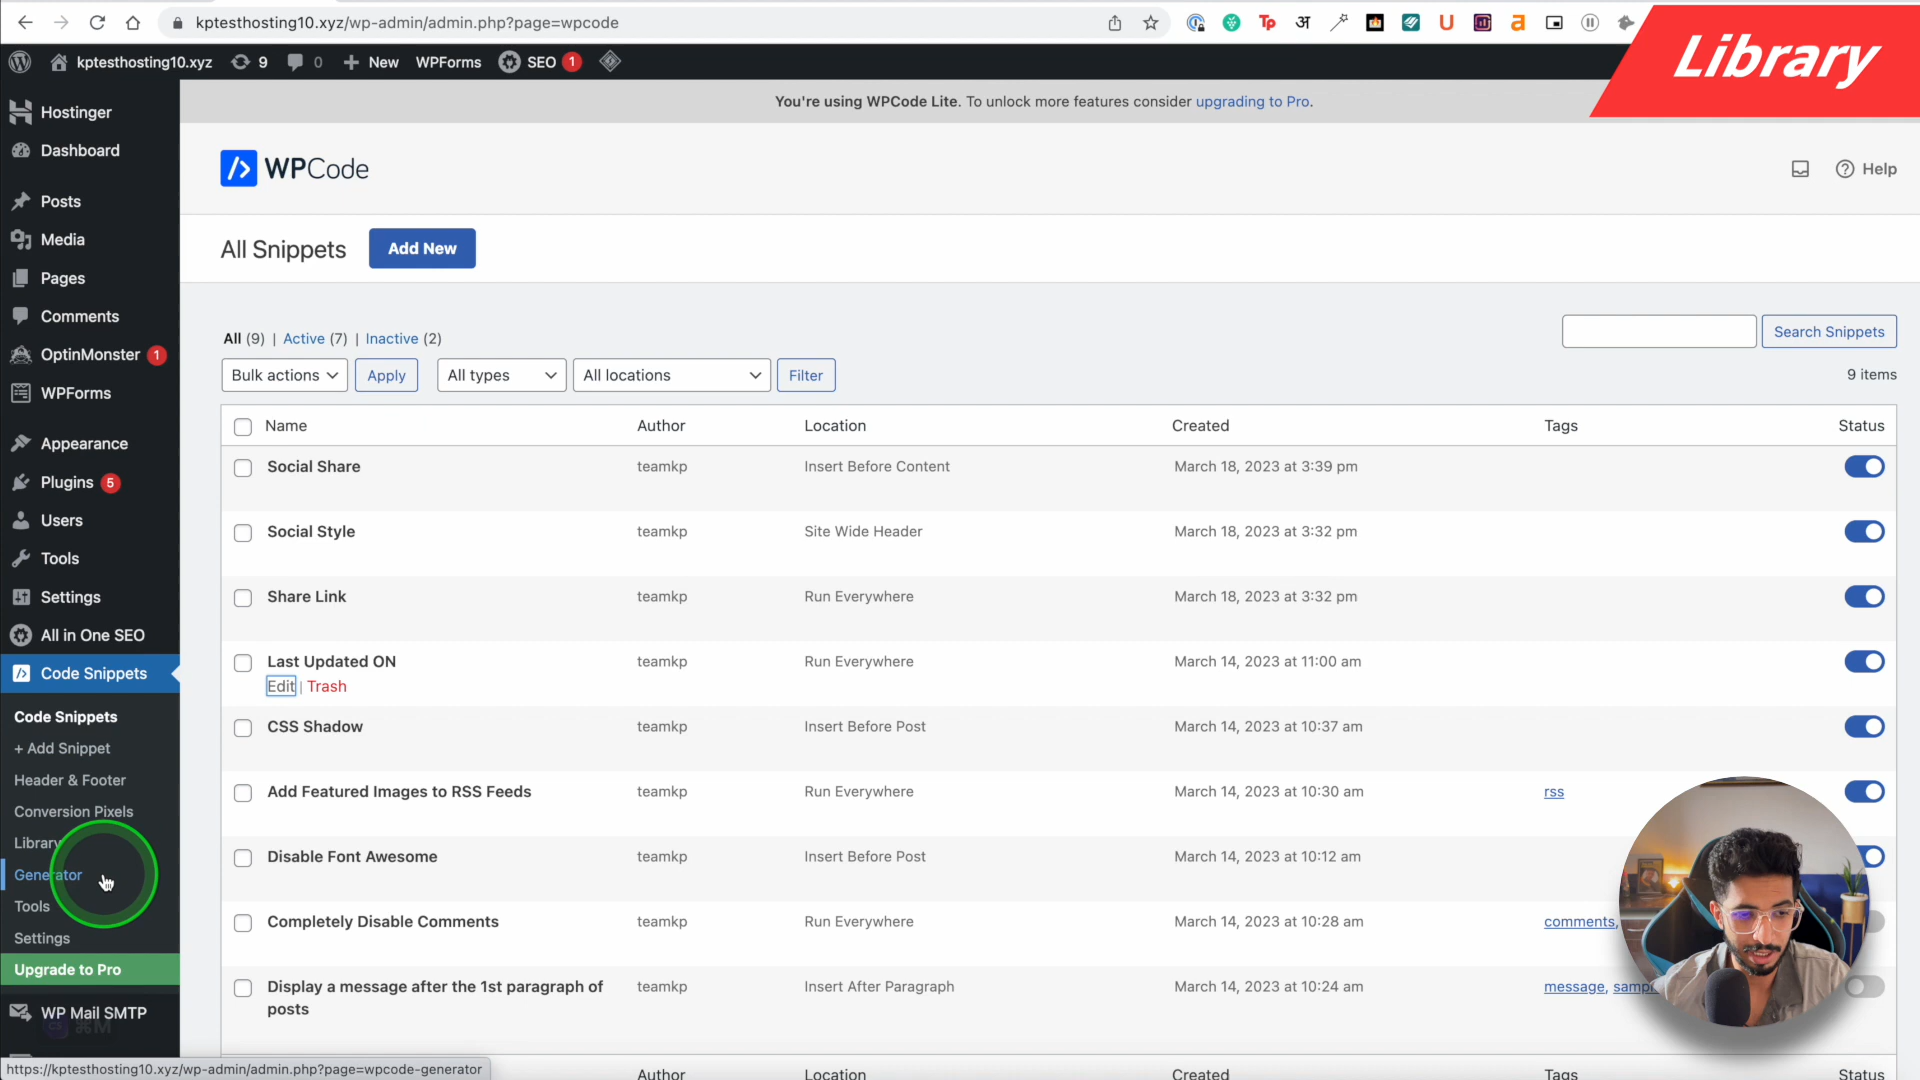 kptesthosting10.xyz/wp-admin/admin.php?page=wpcode
Library
kptesthosting10.xyz 9 0 New WPForms SEO 1
You're using WPCode Lite. To unlock more features consider upgrading to Pro.
Hostinger
Dashboard
Posts
Media
Pages
Comments
OptinMonster 1
WPForms
Appearance
Plugins 5
Users
Tools
Settings
All in One SEO
Code Snippets
Code Snippets
+ Add Snippet
Header & Footer
Conversion Pixels
Library
Generator
Tools
Settings
Upgrade to Pro
WP Mail SMTP
WPCode
Help
All Snippets Add New
All (9) | Active (7) | Inactive (2)
Search Snippets
Bulk actions Apply All types All locations Filter
9 items
Name Author Location Created Tags Status
Social Share teamkp Insert Before Content March 18, 2023 at 3:39 pm
Social Style teamkp Site Wide Header March 18, 2023 at 3:32 pm
Share Link teamkp Run Everywhere March 18, 2023 at 3:32 pm
Last Updated ON teamkp Run Everywhere March 14, 2023 at 11:00 am
Edit | Trash
CSS Shadow teamkp Insert Before Post March 14, 2023 at 10:37 am
Add Featured Images to RSS Feeds teamkp Run Everywhere March 14, 2023 at 10:30 am rss
Disable Font Awesome teamkp Insert Before Post March 14, 2023 at 10:12 am
Completely Disable Comments teamkp Run Everywhere March 14, 2023 at 10:28 am comments,
Display a message after the 1st paragraph of teamkp Insert After Paragraph March 14, 2023 at 10:24 am message,
posts
Author Location Created Tags Status
https://kptesthosting10.xyz/wp-admin/admin.php?page=wpcode-generator